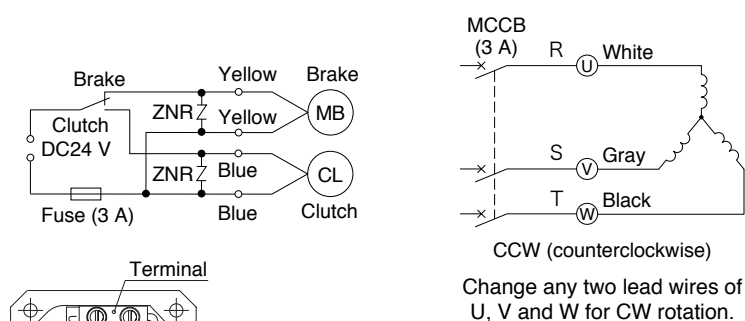 Brake
Clutch
DC24 V
Fuse (3 A)
ZNR
ZNR
Yellow
Yellow
Blue
Blue
Brake
MB
CL
Clutch
Terminal
MCCB
(3 A)
R
U
White
S
V
Gray
T
W
Black
CCW (counterclockwise)
Change any two lead wires of
U, V and W for CW rotation.